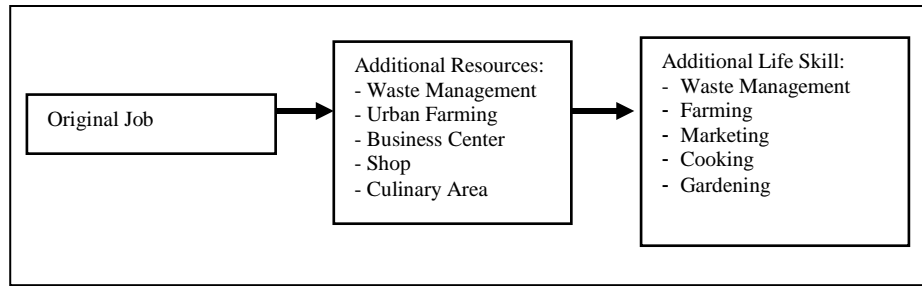 Original Job
Additional Resources:
- Waste Management
- Urban Farming
- Business Center
- Shop
- Culinary Area
Additional Life Skill:
- Waste Management
- Farming
- Marketing
- Cooking
- Gardening